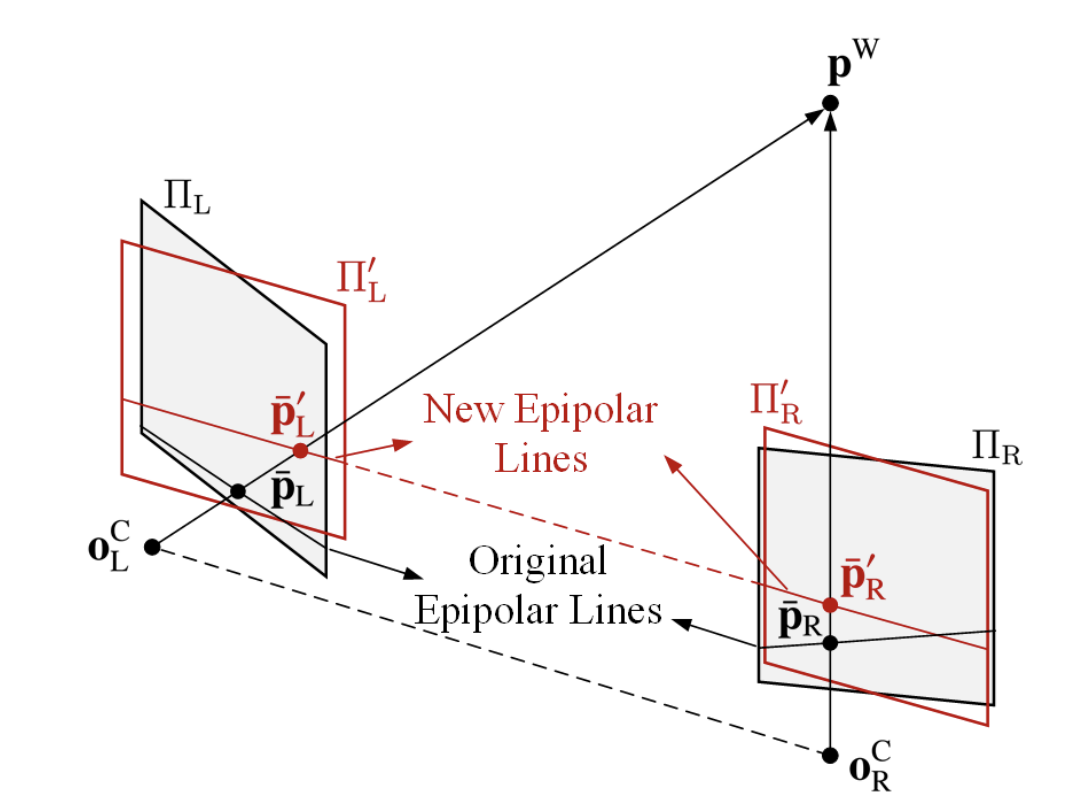 p^W
Π_L
Π′_L
p̄′_L
New Epipolar
Lines
Π′_R
Π_R
p̄_L
o_L^C
Original
Epipolar Lines
p̄′_R
p̄_R
o_R^C